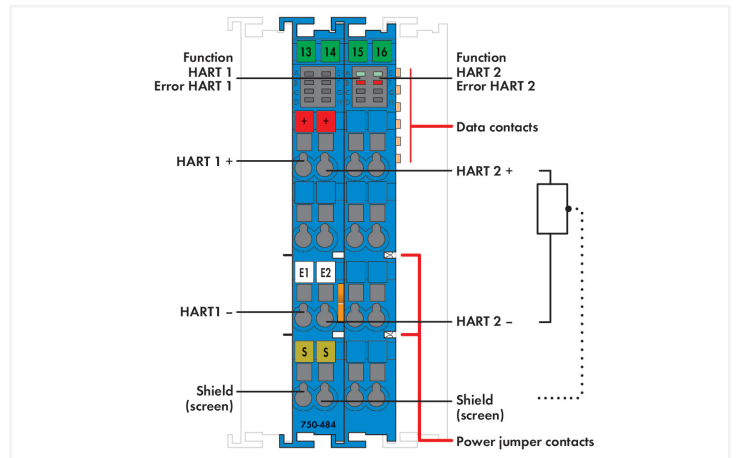 13 14 15 16
Function
HART 1
Error HART 1
Function
HART 2
Error HART 2
+ +
Data contacts
HART 1 +
HART 2 +
E1 E2
HART1 –
HART 2 –
S S
Shield
(screen)
Shield
(screen)
750-484
Power jumper contacts